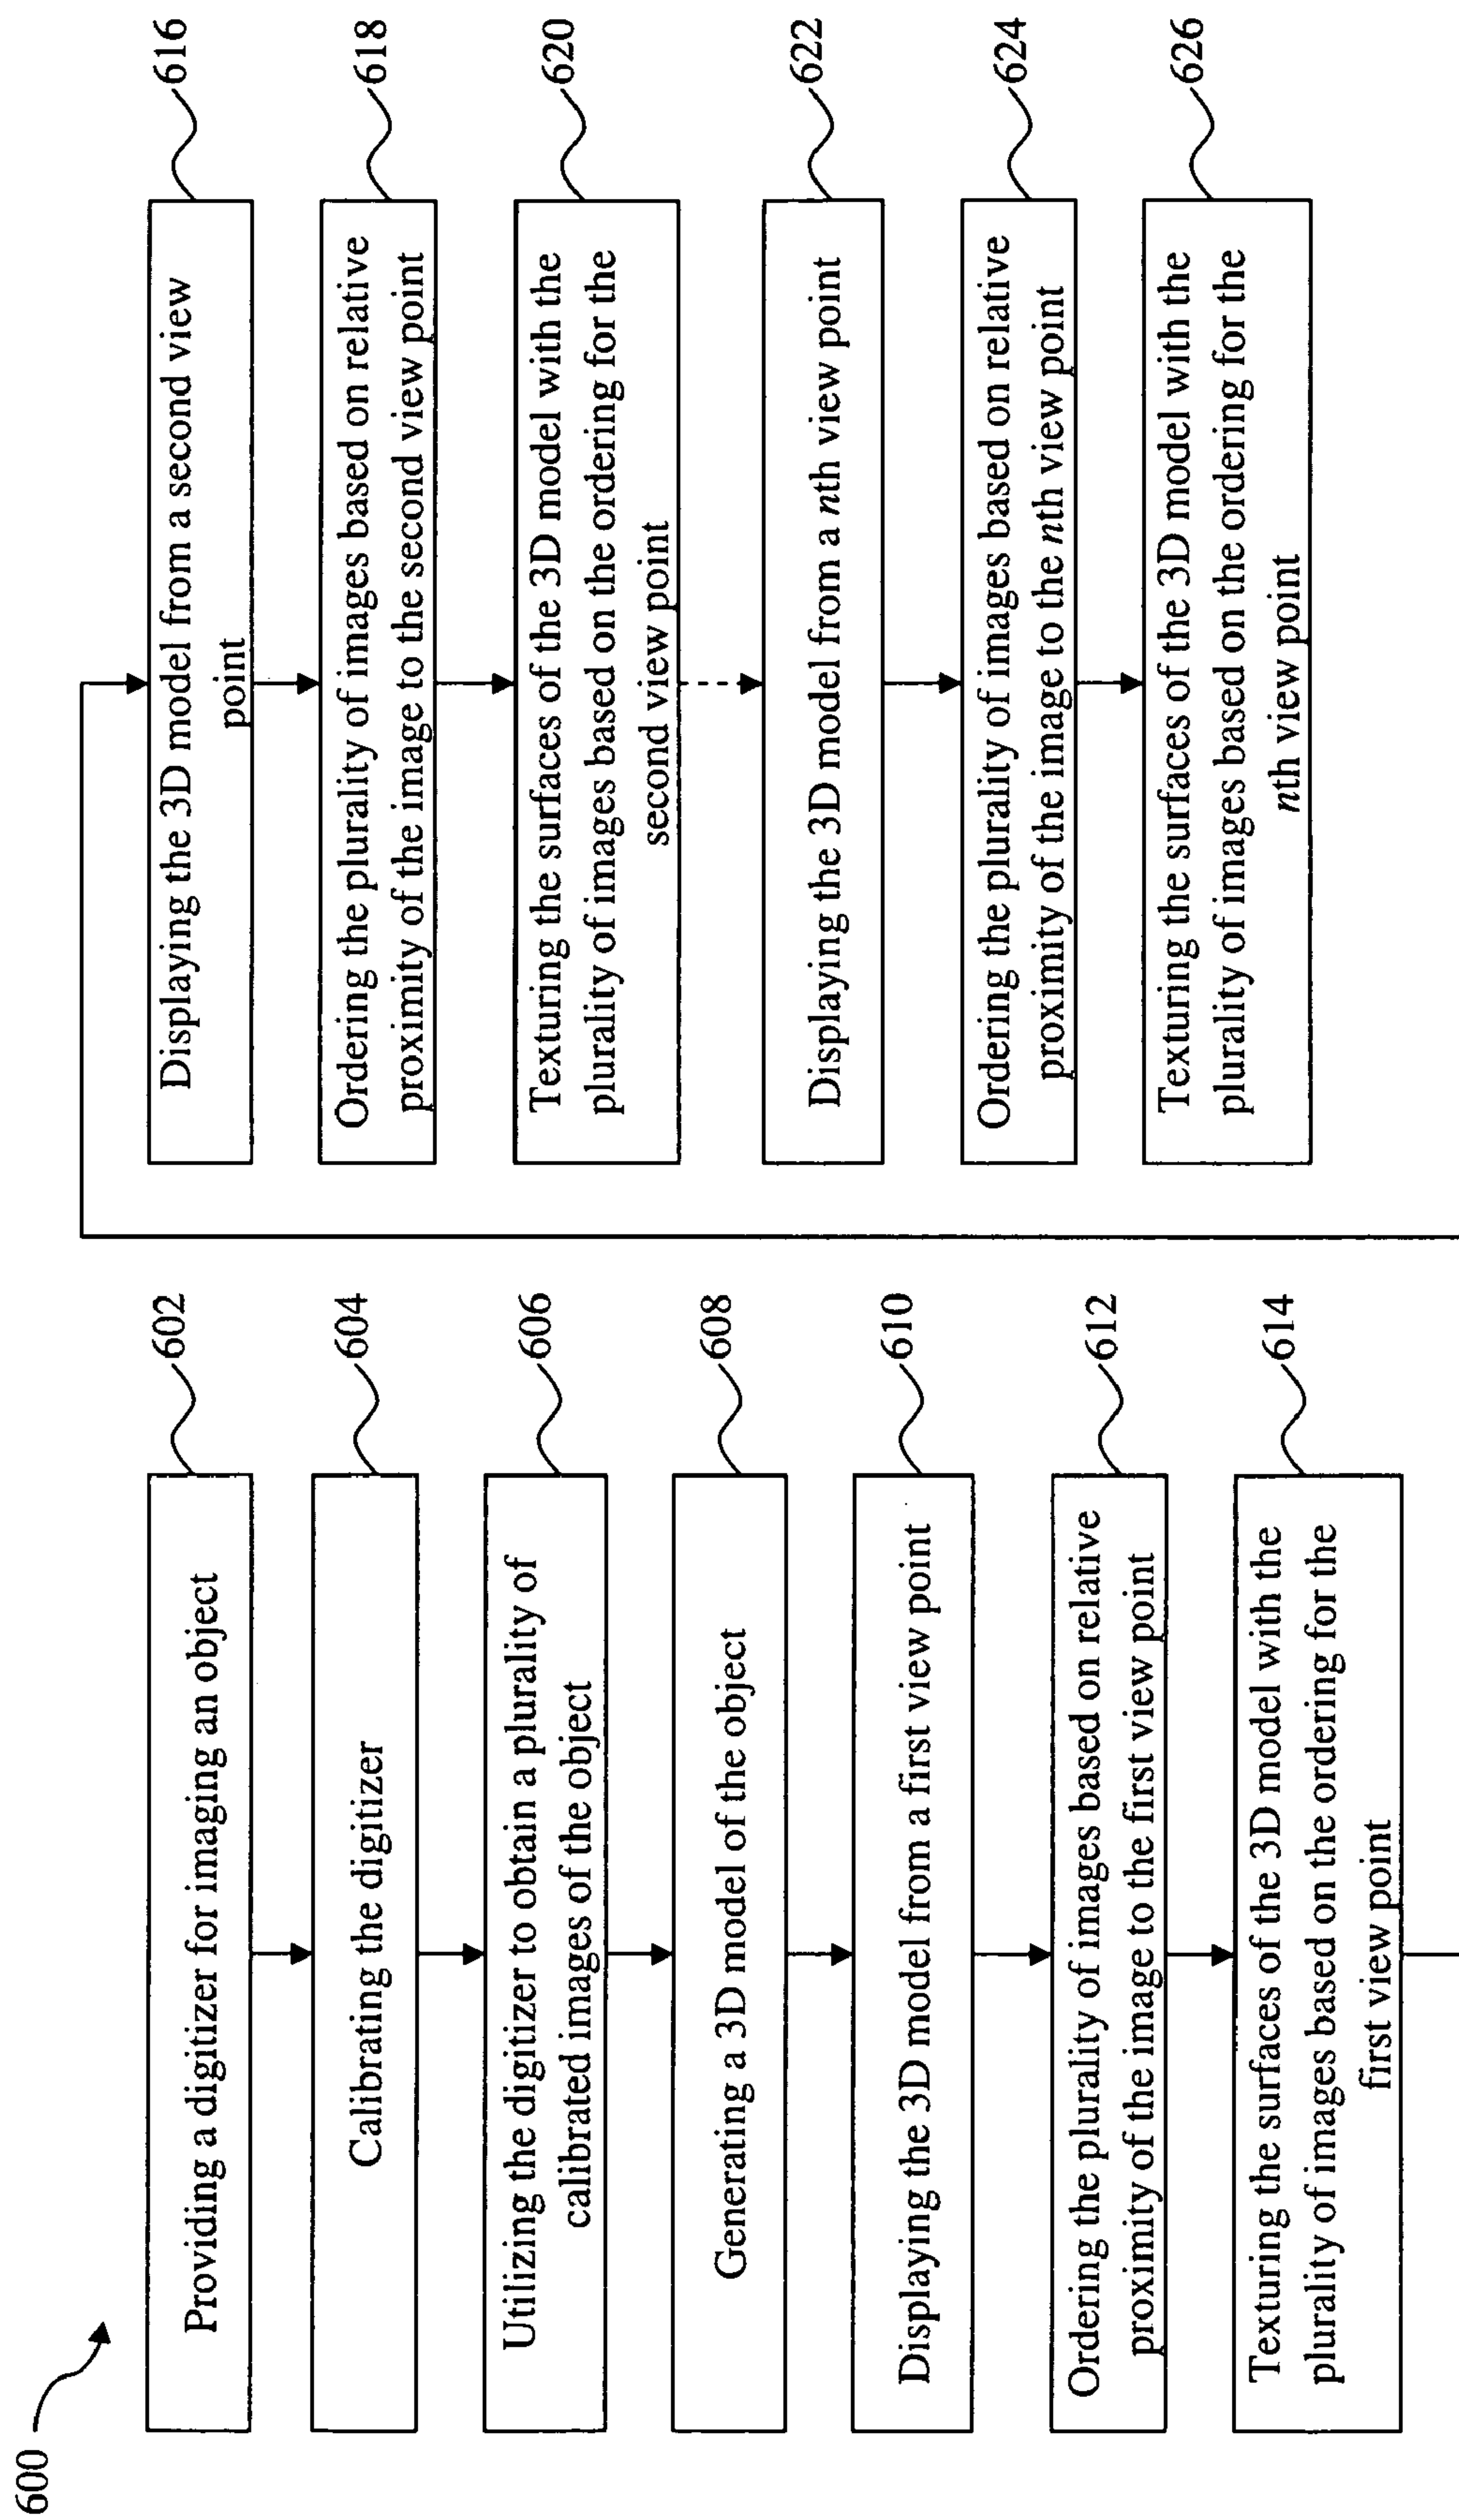 600
Providing a digitizer for imaging an object
602
Calibrating the digitizer
604
Utilizing the digitizer to obtain a plurality of
calibrated images of the object
606
Generating a 3D model of the object
608
Displaying the 3D model from a first view point
610
Ordering the plurality of images based on relative
proximity of the image to the first view point
612
Texturing the surfaces of the 3D model with the
plurality of images based on the ordering for the
first view point
614
Displaying the 3D model from a second view
point
616
Ordering the plurality of images based on relative
proximity of the image to the second view point
618
Texturing the surfaces of the 3D model with the
plurality of images based on the ordering for the
second view point
620
Displaying the 3D model from a nth view point
622
Ordering the plurality of images based on relative
proximity of the image to the nth view point
624
Texturing the surfaces of the 3D model with the
plurality of images based on the ordering for the
nth view point
626